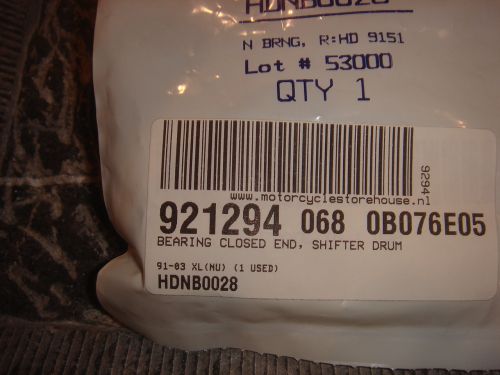 HDNB0028
N BRNG, R:HD 9151
Lot # 53000
QTY 1
9294
www.motorcyclestorehouse.nl
921294 068 0B076E05
BEARING CLOSED END, SHIFTER DRUM
91-03 XL(NU) (1 USED)
HDNB0028